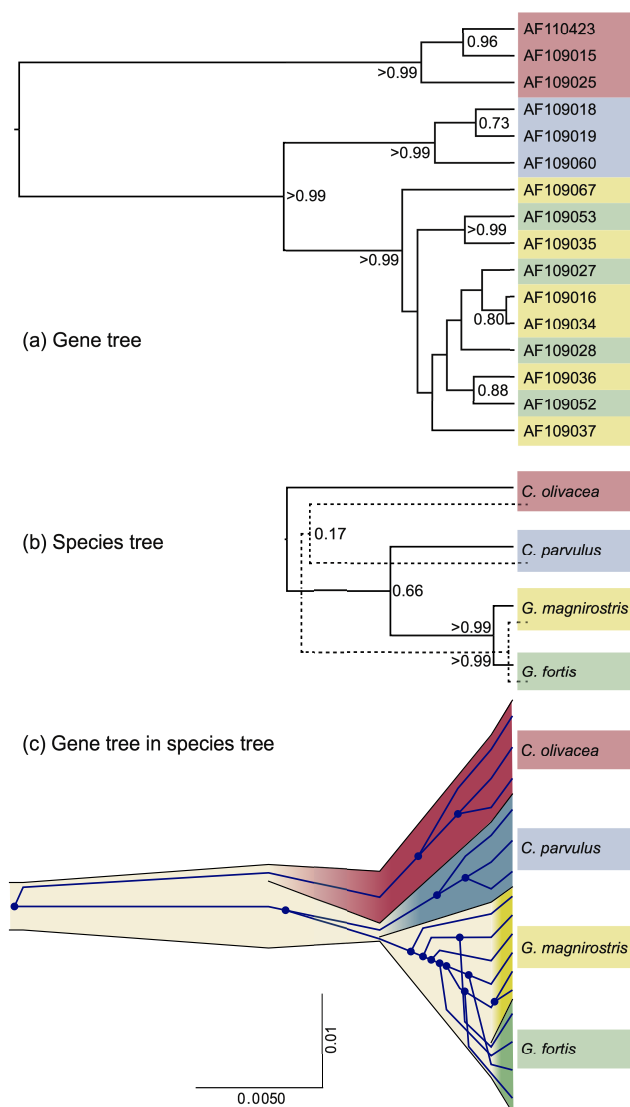 AF110423
0.96
AF109015
>0.99
AF109025
AF109018
0.73
AF109019
>0.99
AF109060
>0.99
AF109067
AF109053
>0.99
AF109035
>0.99
AF109027
AF109016
0.80
AF109034
(a) Gene tree
AF109028
AF109036
0.88
AF109052
AF109037
C. olivacea
(b) Species tree
0.17
C. parvulus
0.66
G. magnirostris
>0.99
>0.99
G. fortis
(c) Gene tree in species tree
C. olivacea
C. parvulus
G. magnirostris
G. fortis
0.01
0.0050